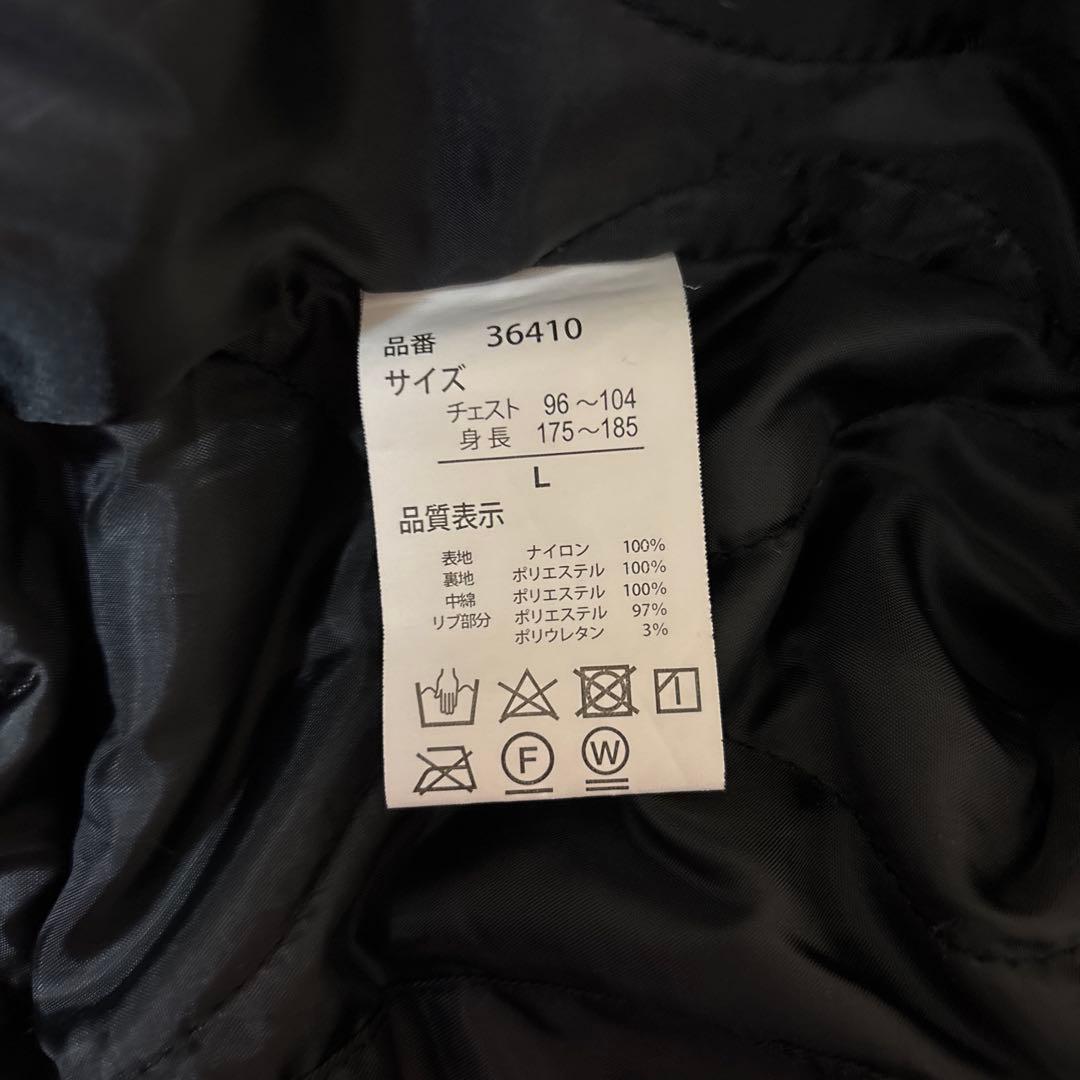 品番 36410
サイズ
チェスト 96～104
身長 175～185
L
品質表示
表地 ナイロン 100%
裏地 ポリエステル 100%
中綿 ポリエステル 100%
リブ部分 ポリエステル 97%
ポリウレタン 3%
F W